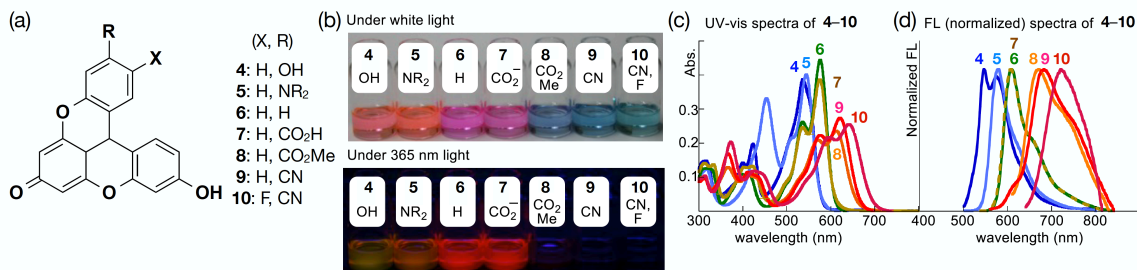 (a)
R
X
O
O
O
OH
(X, R)
4: H, OH
5: H, NR2
6: H, H
7: H, CO2H
8: H, CO2Me
9: H, CN
10: F, CN
(b)
Under white light
4 OH
5 NR2
6 H
7 CO2−
8 CO2 Me
9 CN
10 CN, F
Under 365 nm light
4 OH
5 NR2
6 H
7 CO2−
8 CO2 Me
9 CN
10 CN, F
(c)
UV-vis spectra of 4–10
Abs.
0.3
0.2
0.1
4 5 6 7 9 10 8
300 400 500 600 700
wavelength (nm)
(d)
FL (normalized) spectra of 4–10
Normalized FL
7
4 5 6 8 9 10
400 500 600 700 800
wavelength (nm)